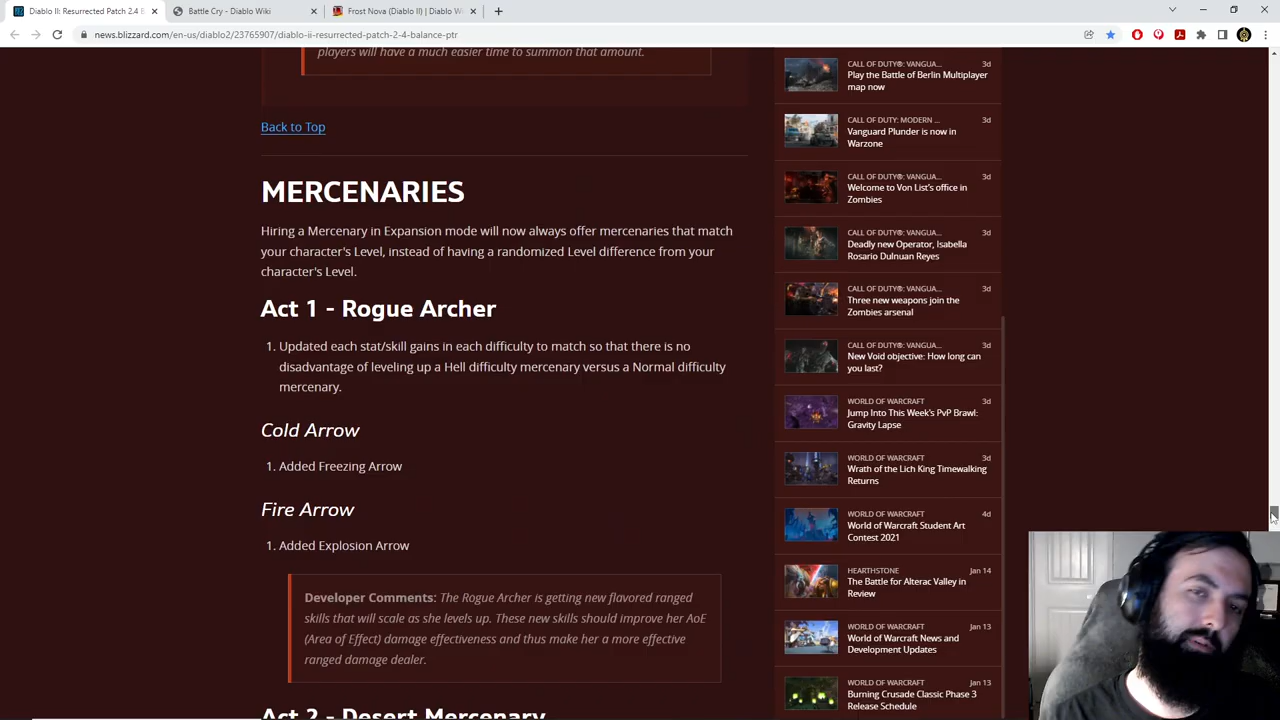 Diablo II: Resurrected Patch 2.4 B
Battle Cry - Diablo Wiki
Frost Nova (Diablo II) | Diablo W
news.blizzard.com/en-us/diablo2/23765907/diablo-ii-resurrected-patch-2-4-balance-ptr
players will have a much easier time to summon that amount.
Back to Top
MERCENARIES
Hiring a Mercenary in Expansion mode will now always offer mercenaries that match
your character's Level, instead of having a randomized Level difference from your
character's Level.
Act 1 - Rogue Archer
1. Updated each stat/skill gains in each difficulty to match so that there is no
disadvantage of leveling up a Hell difficulty mercenary versus a Normal difficulty
mercenary.
Cold Arrow
1. Added Freezing Arrow
Fire Arrow
1. Added Explosion Arrow
Developer Comments: The Rogue Archer is getting new flavored ranged
skills that will scale as she levels up. These new skills should improve her AoE
(Area of Effect) damage effectiveness and thus make her a more effective
ranged damage dealer.
Act 2 - Desert Mercenary
CALL OF DUTY®: VANGUA... 3d
Play the Battle of Berlin Multiplayer
map now
CALL OF DUTY: MODERN ... 3d
Vanguard Plunder is now in
Warzone
CALL OF DUTY®: VANGUA... 3d
Welcome to Von List's office in
Zombies
CALL OF DUTY®: VANGUA... 3d
Deadly new Operator, Isabella
Rosario Dulnuan Reyes
CALL OF DUTY®: VANGUA... 3d
Three new weapons join the
Zombies arsenal
CALL OF DUTY®: VANGUA... 3d
New Void objective: How long can
you last?
WORLD OF WARCRAFT 3d
Jump Into This Week's PvP Brawl:
Gravity Lapse
WORLD OF WARCRAFT 3d
Wrath of the Lich King Timewalking
Returns
WORLD OF WARCRAFT 4d
World of Warcraft Student Art
Contest 2021
HEARTHSTONE Jan 14
The Battle for Alterac Valley in
Review
WORLD OF WARCRAFT Jan 13
World of Warcraft News and
Development Updates
WORLD OF WARCRAFT Jan 13
Burning Crusade Classic Phase 3
Release Schedule